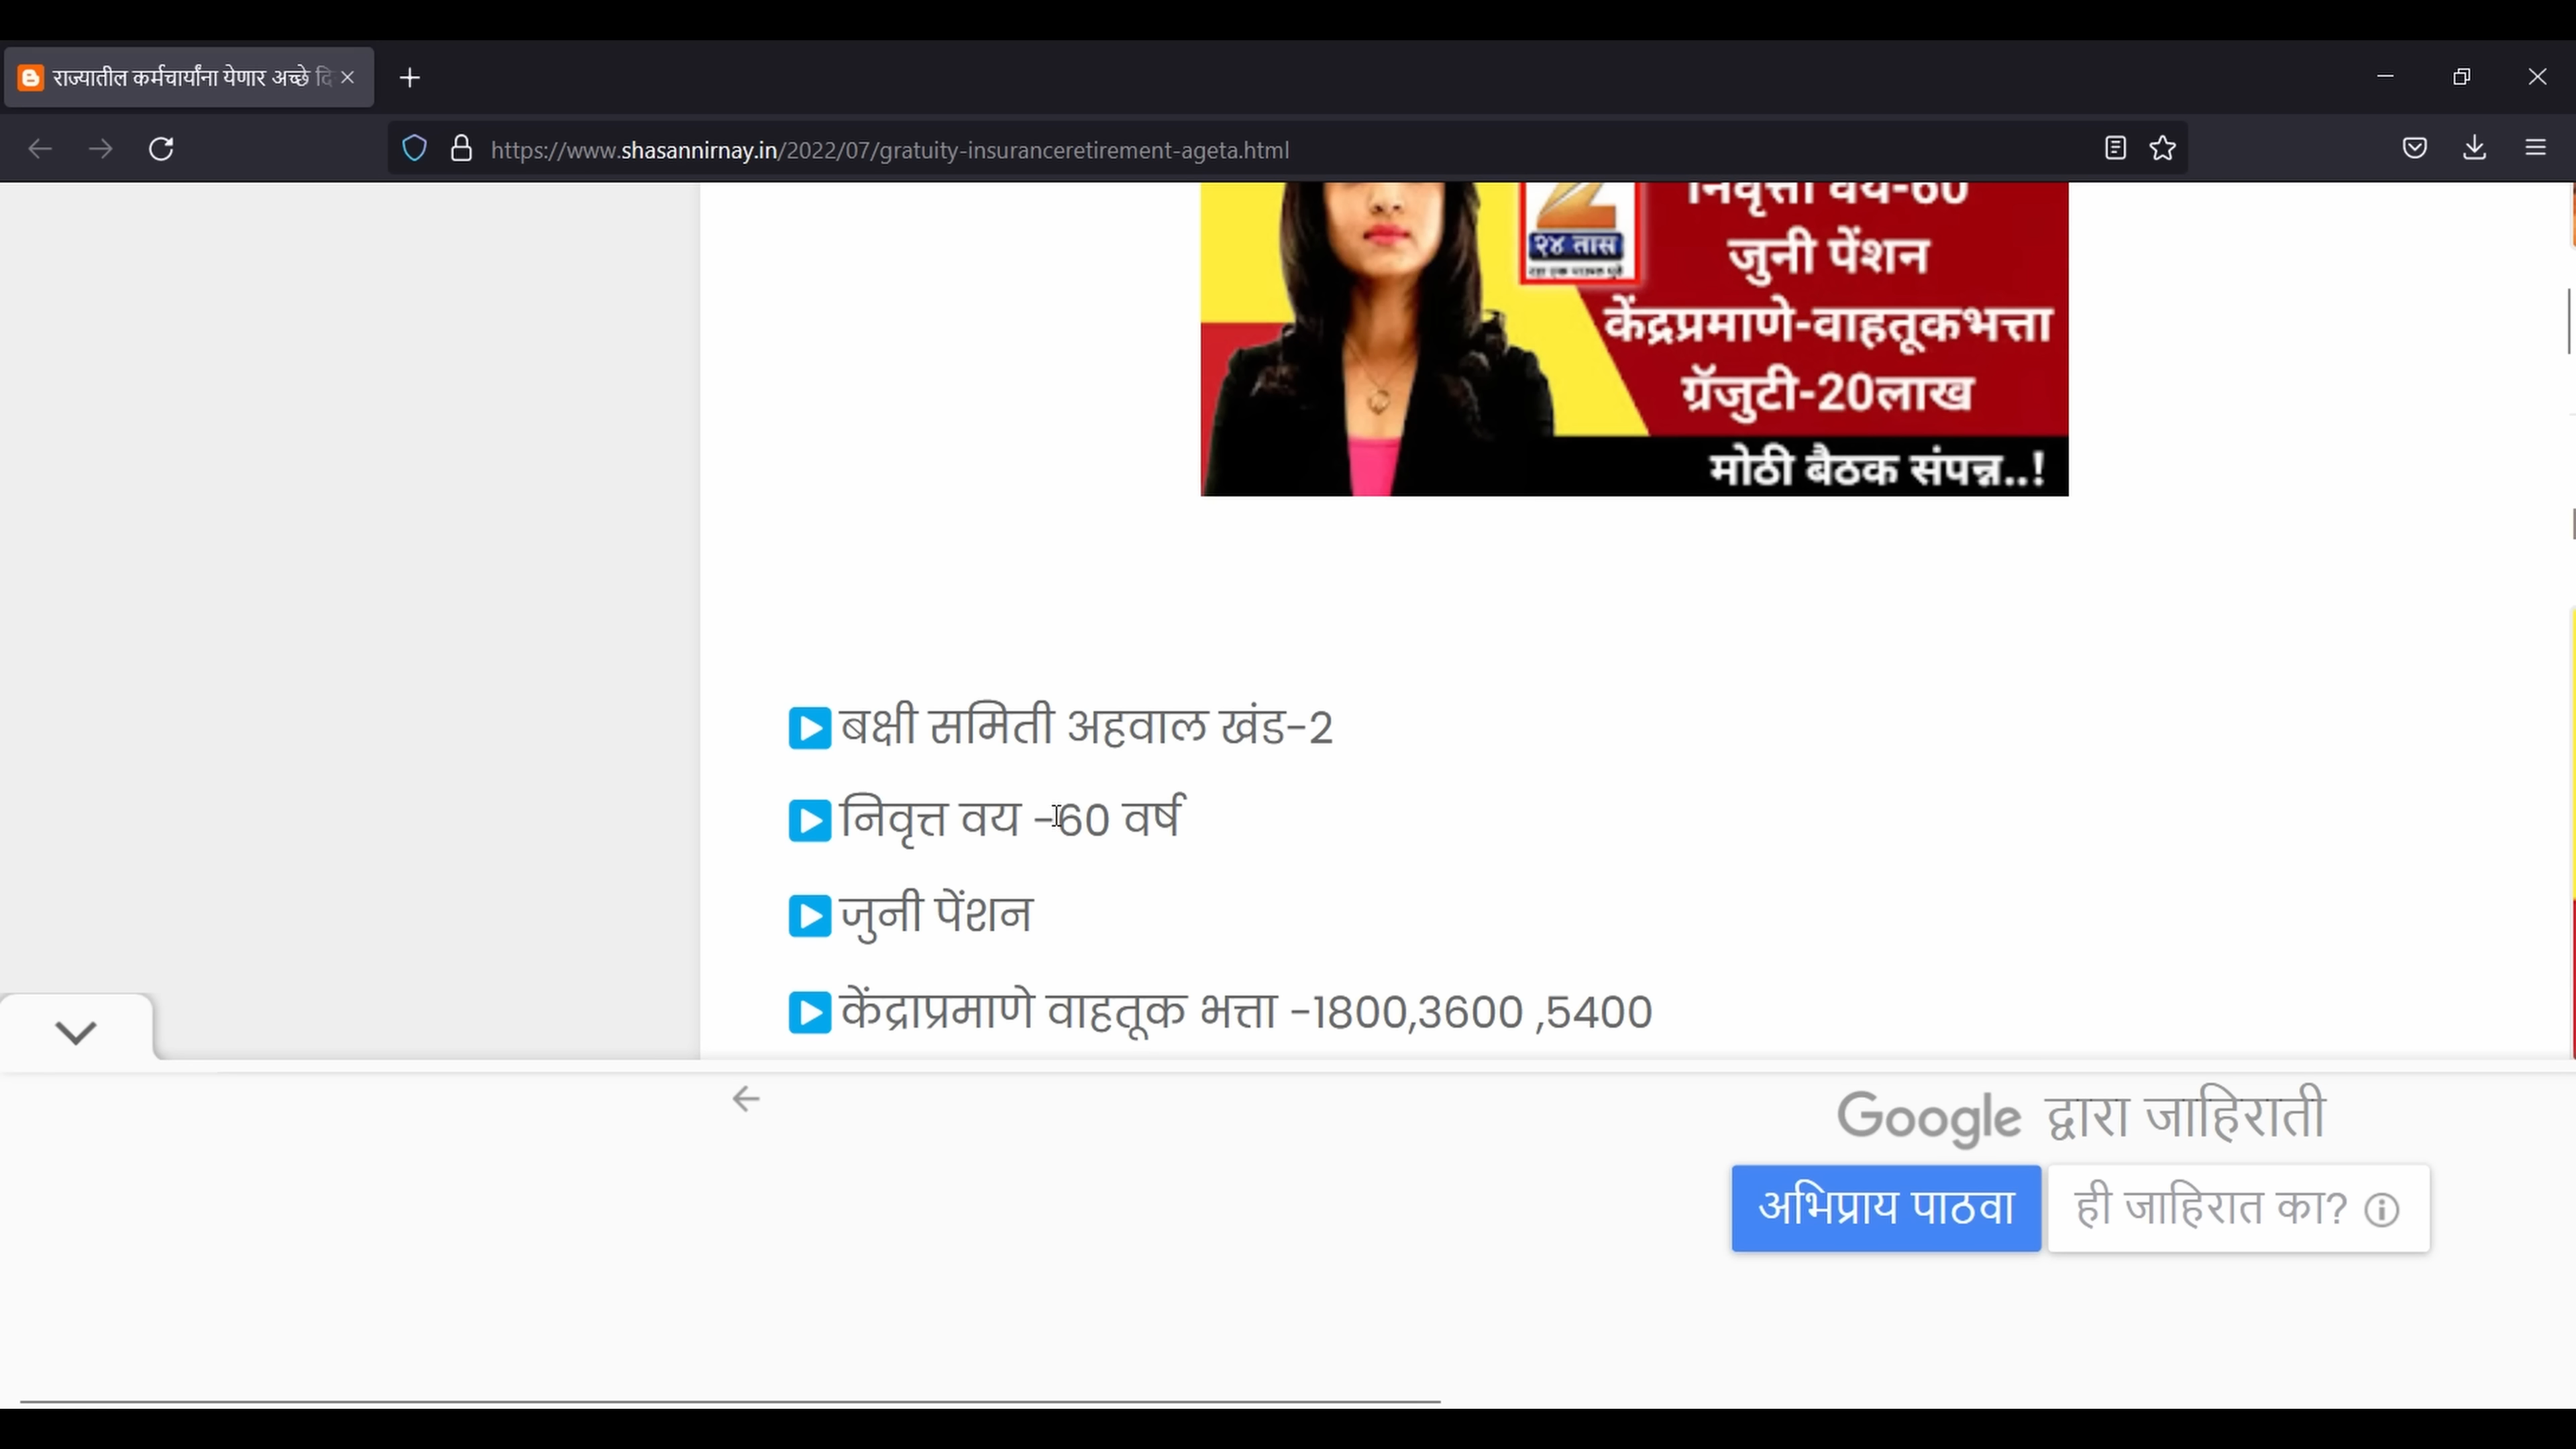 राज्यातील कर्मचार्यांना येणार अच्छे दि
https://www.shasannirnay.in/2022/07/gratuity-insuranceretirement-ageta.html
निवृत्ती वय-60
२४ तास
जुनी पेंशन
केंद्रप्रमाणे-वाहतूकभत्ता
ग्रॅजुटी-20लाख
मोठी बैठक संपन्न..!
बक्षी समिती अहवाल खंड-2
निवृत्त वय -60 वर्ष
जुनी पेंशन
केंद्राप्रमाणे वाहतूक भत्ता -1800,3600 ,5400
Google द्वारा जाहिराती
अभिप्राय पाठवा
ही जाहिरात का?